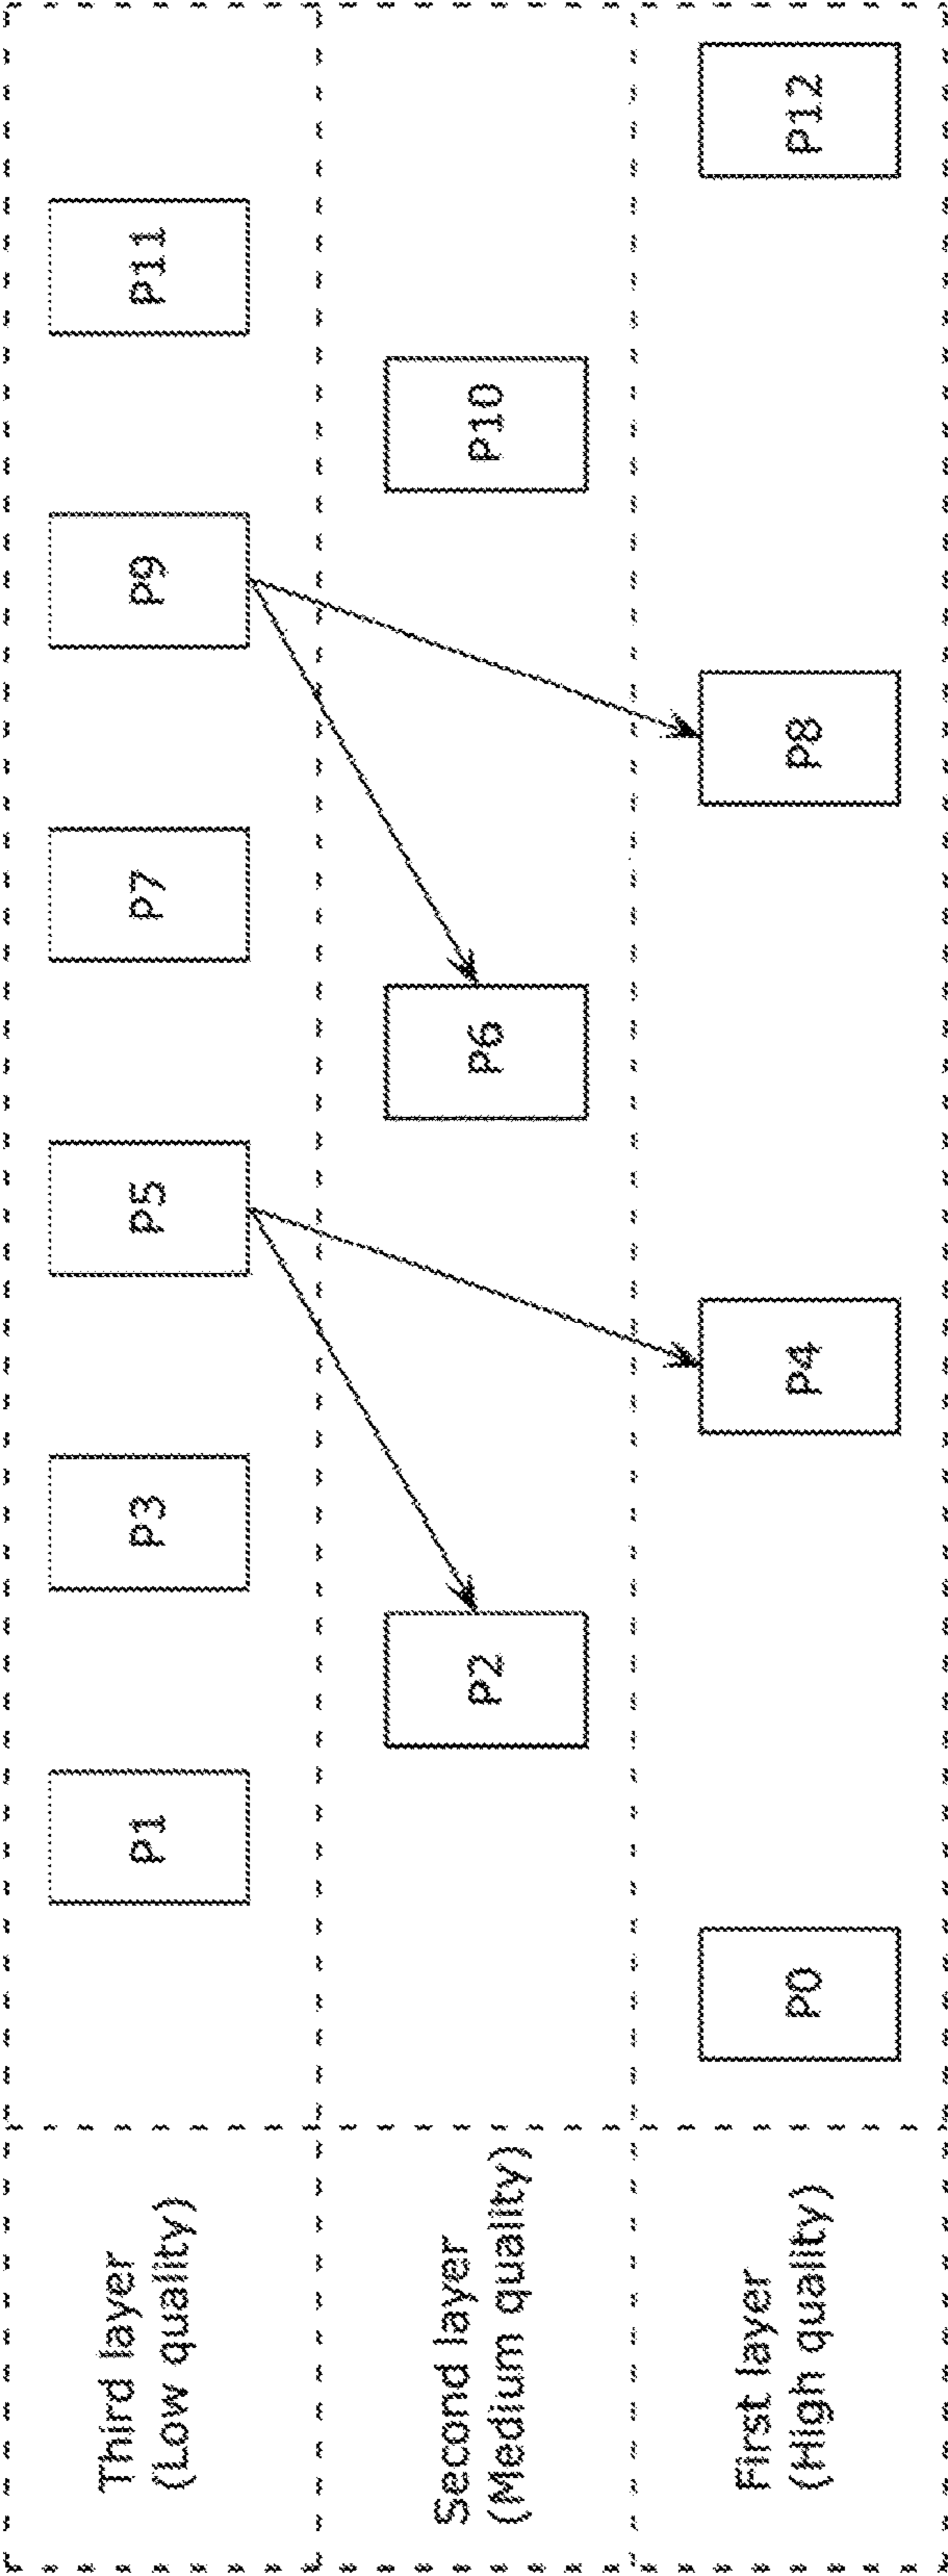 Third layer
(Low quality)
P1
P3
P5
P7
P9
P11
Second layer
(Medium quality)
P2
P6
P10
First layer
(High quality)
P0
P4
P8
P12